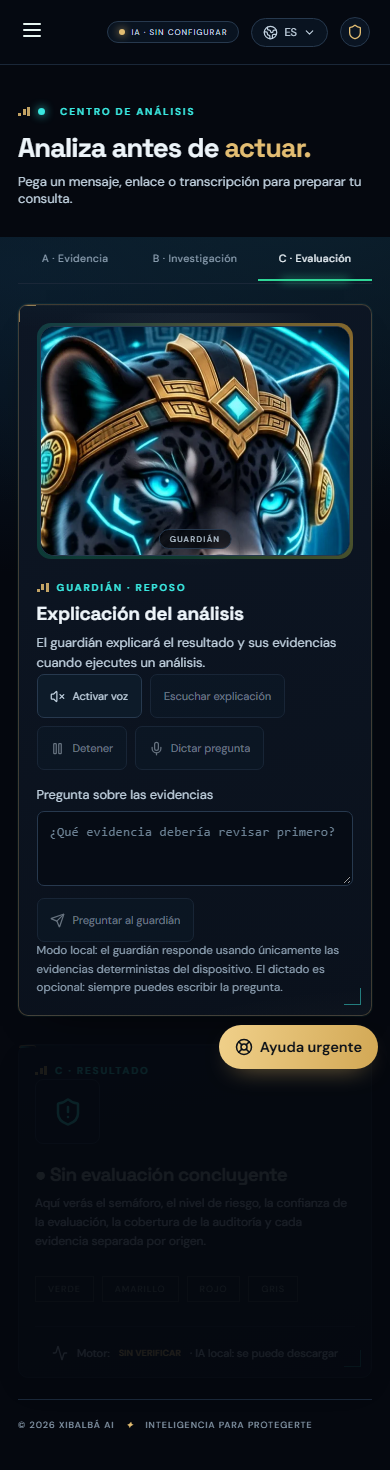 IA · SIN CONFIGURAR
ES
CENTRO DE ANÁLISIS
Analiza antes de actuar.
Pega un mensaje, enlace o transcripción para preparar tu
consulta.
A · Evidencia
B · Investigación
C · Evaluación
GUARDIÁN
GUARDIÁN · REPOSO
Explicación del análisis
El guardián explicará el resultado y sus evidencias
cuando ejecutes un análisis.
Activar voz
Escuchar explicación
Detener
Dictar pregunta
Pregunta sobre las evidencias
¿Qué evidencia debería revisar primero?
Preguntar al guardián
Modo local: el guardián responde usando únicamente las
evidencias deterministas del dispositivo. El dictado es
opcional: siempre puedes escribir la pregunta.
Ayuda urgente
C · RESULTADO
● Sin evaluación concluyente
Aquí verás el semáforo, el nivel de riesgo, la confianza de
la evaluación, la cobertura de la auditoría y cada
evidencia separada por origen.
VERDE
AMARILLO
ROJO
GRIS
Motor: SIN VERIFICAR · IA local: se puede descargar
© 2026 XIBALBÁ AI ✦ INTELIGENCIA PARA PROTEGERTE